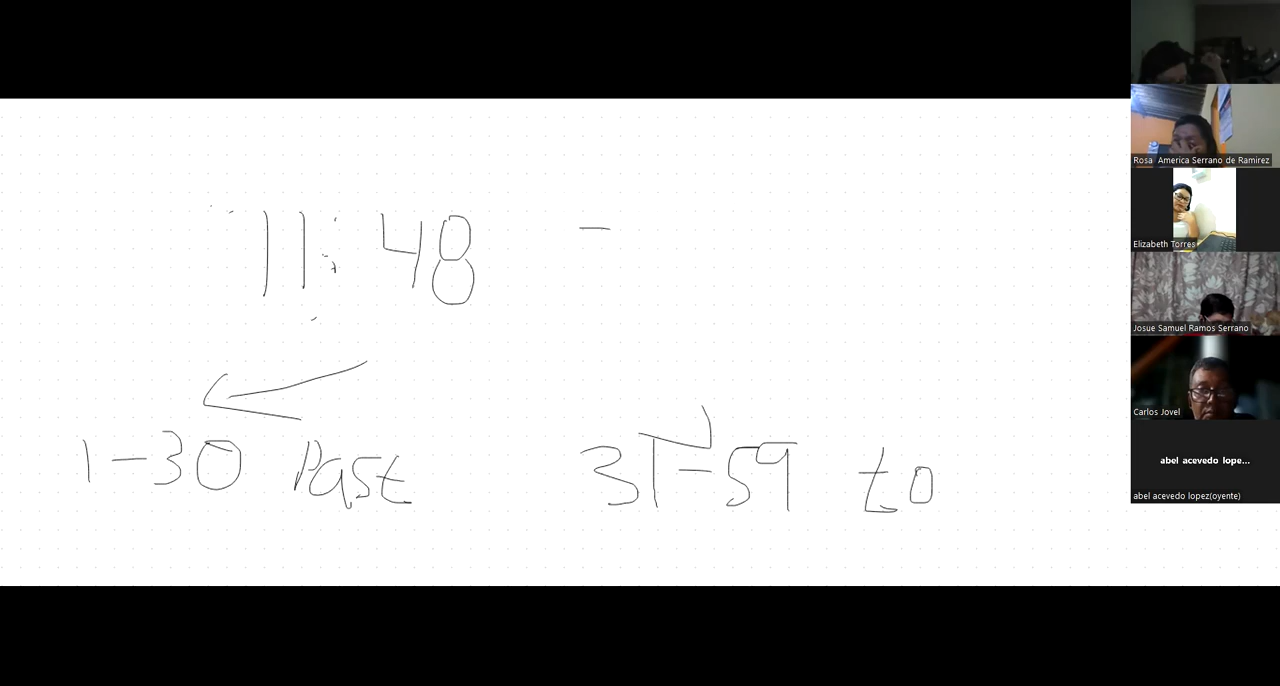 11:48 –
1-30 Past 31-59 to
Rosa America Serrano de Ramirez
Elizabeth Torres
Josue Samuel Ramos Serrano
Carlos Jovel
abel acevedo lope...
abel acevedo lopez(oyente)